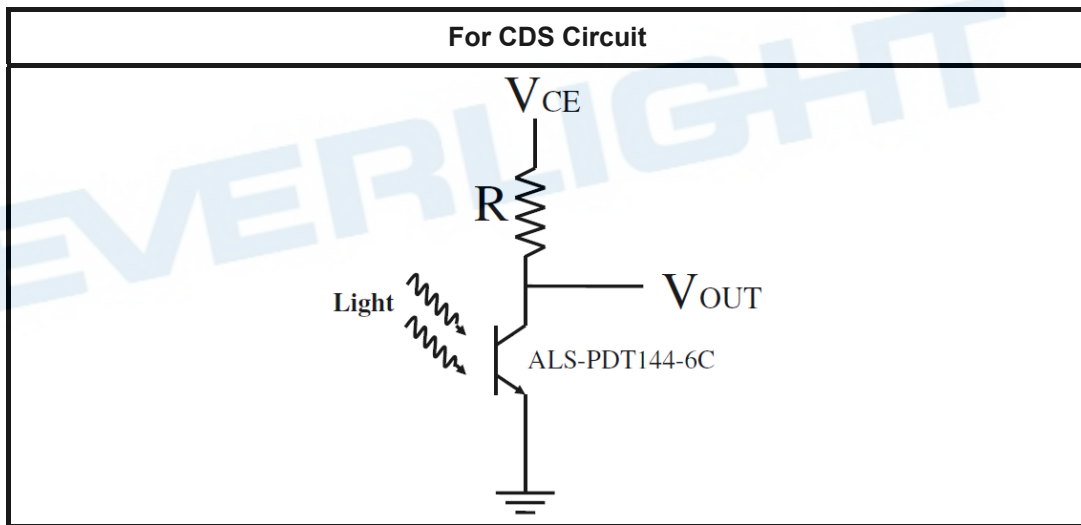 For CDS Circuit
EVERLIGHT
VCE
R
VOUT
Light
ALS-PDT144-6C